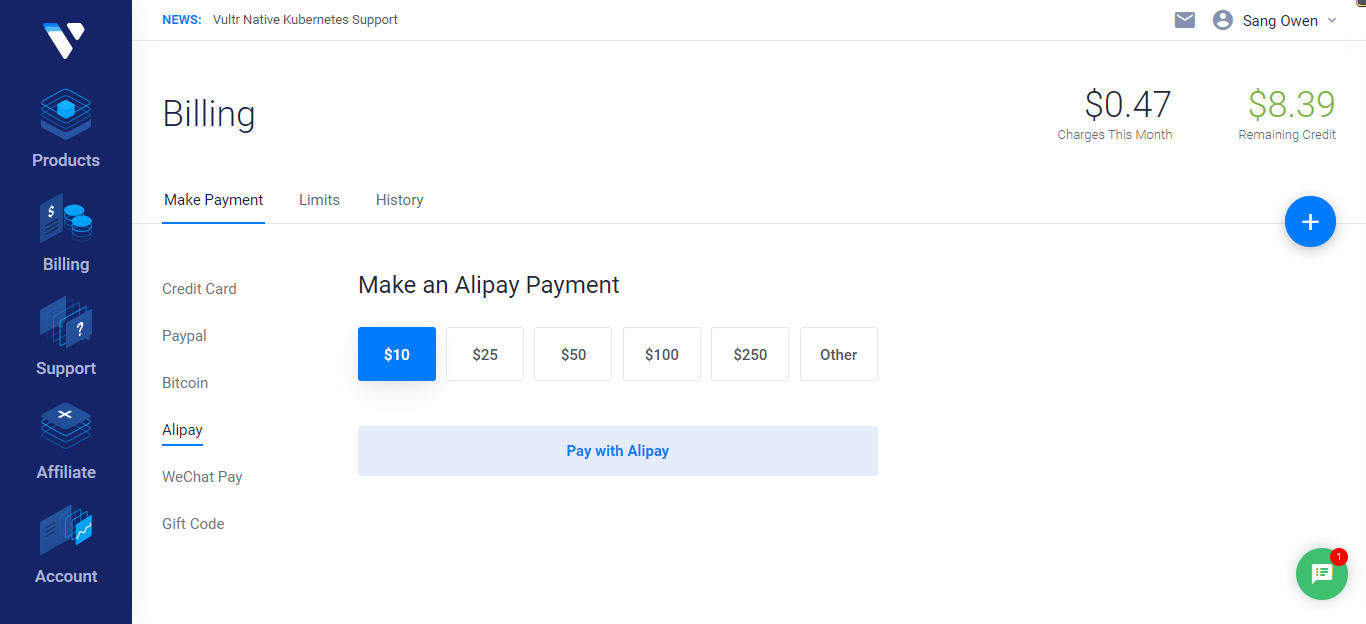 NEWS: Vultr Native Kubernetes Support
Sang Owen
Products
$
Billing
?
Support
Affiliate
Account
Billing
$0.47
Charges This Month
$8.39
Remaining Credit
Make Payment
Limits
History
+
Credit Card
Paypal
Bitcoin
Alipay
WeChat Pay
Gift Code
Make an Alipay Payment
$10
$25
$50
$100
$250
Other
Pay with Alipay
1